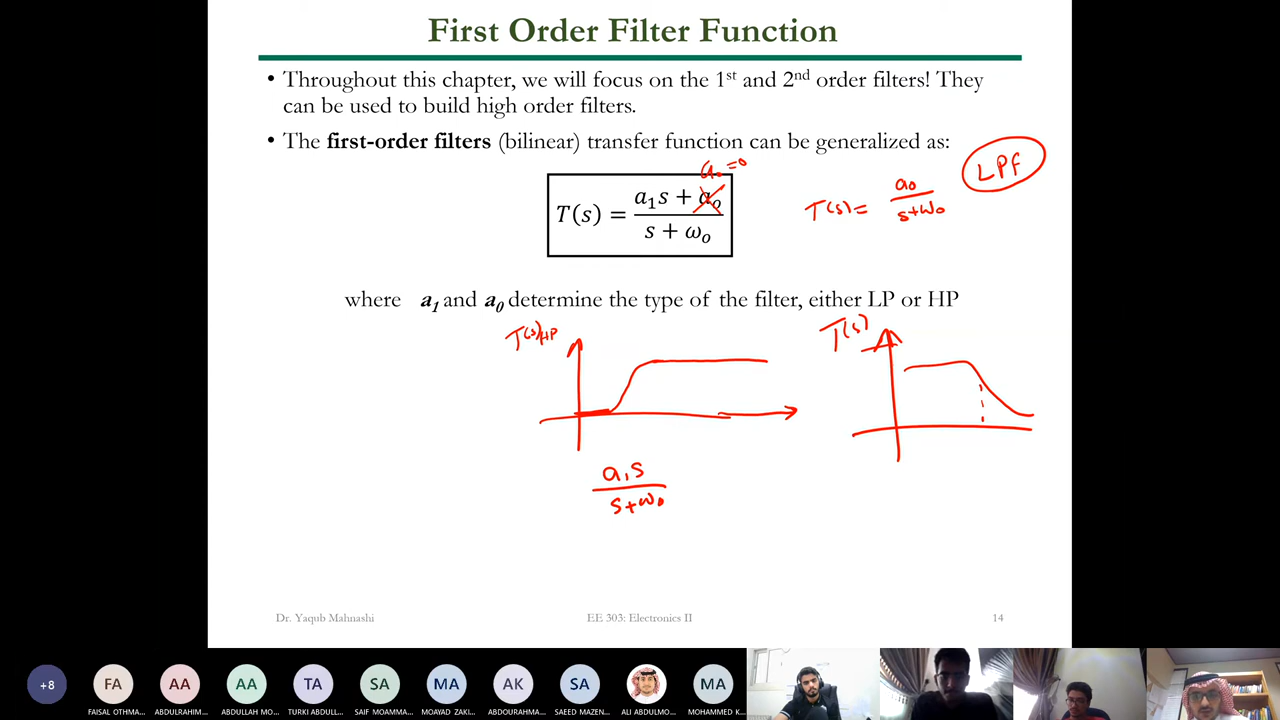 First Order Filter Function
• Throughout this chapter, we will focus on the 1st and 2nd order filters! They
can be used to build high order filters.
• The first-order filters (bilinear) transfer function can be generalized as:
a₀ =0
LPf
T(s) = (a₁s + aₒ) / (s + ωₒ)
T(s) = a₀ / (s+ω₀)
where a₁ and a₀ determine the type of the filter, either LP or HP
T(s)HP
T(s)
a₁s / (s+ω₀)
Dr. Yaqub Mahnashi
EE 303: Electronics II
14
+8
FA
AA
AA
TA
SA
MA
AK
SA
MA
FAISAL OTHMA...
ABDULRAHIM...
ABDULLAH MO...
TURKI ABDULL...
SAIF MOAMMA...
MOAYAD ZAKI...
ABDOURAHMA...
SAEED MAZEN...
ALI ABDULMO...
MOHAMMED K...